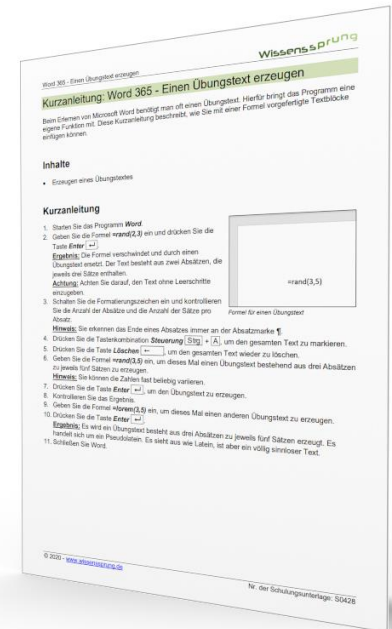 Wissenssprung
Word 365 - Einen Übungstext erzeugen
Kurzanleitung: Word 365 - Einen Übungstext erzeugen
Beim Erlernen von Microsoft Word benötigt man oft einen Übungstext. Hierfür bringt das Programm eine
eigene Funktion mit. Diese Kurzanleitung beschreibt, wie Sie mit einer Formel vorgefertigte Textblöcke
einfügen können.
Inhalte
• Erzeugen eines Übungstextes
Kurzanleitung
1. Starten Sie das Programm Word.
2. Geben Sie die Formel =rand(2,3) ein und drücken Sie die
Taste Enter ↵.
Ergebnis: Die Formel verschwindet und durch einen
Übungstext ersetzt. Der Text besteht aus zwei Absätzen, die
jeweils drei Sätze enthalten.
Achtung: Achten Sie darauf, den Text ohne Leerschritte
einzugeben.
3. Schalten Sie die Formatierungszeichen ein und kontrollieren
Sie die Anzahl der Absätze und die Anzahl der Sätze pro
Absatz.
Hinweis: Sie erkennen das Ende eines Absatzes immer an der Absatzmarke ¶.
=rand(3,5)
Formel für einen Übungstext
4. Drücken Sie die Tastenkombination Steuerung Strg + A, um den gesamten Text zu markieren.
5. Drücken Sie die Taste Löschen ←, um den gesamten Text wieder zu löschen.
6. Geben Sie die Formel =rand(3,5) ein, um dieses Mal einen Übungstext bestehend aus drei Absätzen
zu jeweils fünf Sätzen zu erzeugen.
Hinweis: Sie können die Zahlen fast beliebig variieren.
7. Drücken Sie die Taste Enter ↵, um den Übungstext zu erzeugen.
8. Kontrollieren Sie das Ergebnis.
9. Geben Sie die Formel =lorem(3,5) ein, um dieses Mal einen anderen Übungstext zu erzeugen.
10. Drücken Sie die Taste Enter ↵.
Ergebnis: Es wird ein Übungstext besteht aus drei Absätzen zu jeweils fünf Sätzen erzeugt. Es
handelt sich um ein Pseudolatein. Es sieht aus wie Latein, ist aber ein völlig sinnloser Text.
11. Schließen Sie Word.
© 2020 - www.wissenssprung.de
Nr. der Schulungsunterlage: S0428